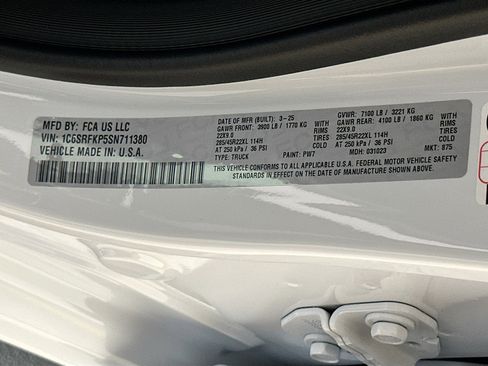 MFD BY: FCA US LLC
VIN: 1C6SRFKP5SN711380
VEHICLE MADE IN U.S.A.
DATE OF MFR (BUILT): 3-25
GAWR FRONT: 3900 LB / 1770 KG WITH
22X9.0 RIMS
285/45R22XL 114H TIRES
AT 250 kPa / 36 PSI COLD
GVWR: 7100 LB / 3221 KG
GAWR REAR: 4100 LB / 1860 KG WITH
22X9.0 RIMS
285/45R22XL 114H TIRES
AT 250 kPa / 36 PSI COLD
TYPE: TRUCK PAINT: PW7 MDH: 031023 MKT: 875
THIS VEHICLE CONFORMS TO ALL APPLICABLE FEDERAL MOTOR VEHICLE SAFETY
STANDARDS IN EFFECT ON THE DATE OF MANUFACTURE SHOWN ABOVE.